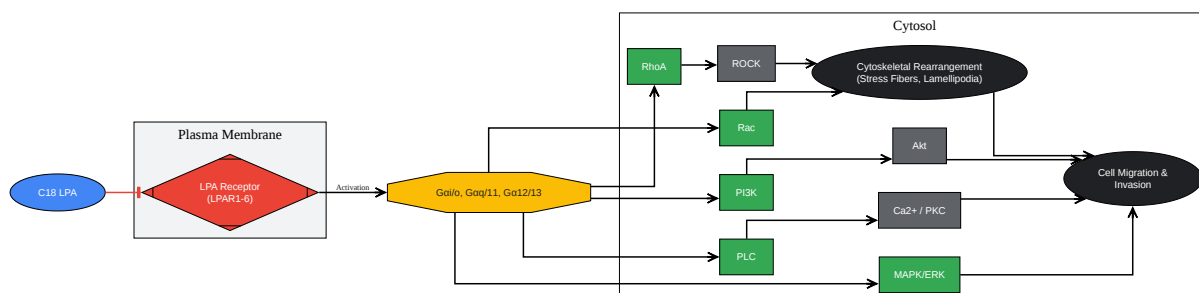 Cytosol
RhoA
ROCK
Cytoskeletal Rearrangement
(Stress Fibers, Lamellipodia)
Plasma Membrane
Rac
Akt
C18 LPA
LPA Receptor
(LPAR1-6)
Activation
Gαi/o, Gαq/11, Gα12/13
PI3K
Cell Migration &
Invasion
Ca2+ / PKC
PLC
MAPK/ERK